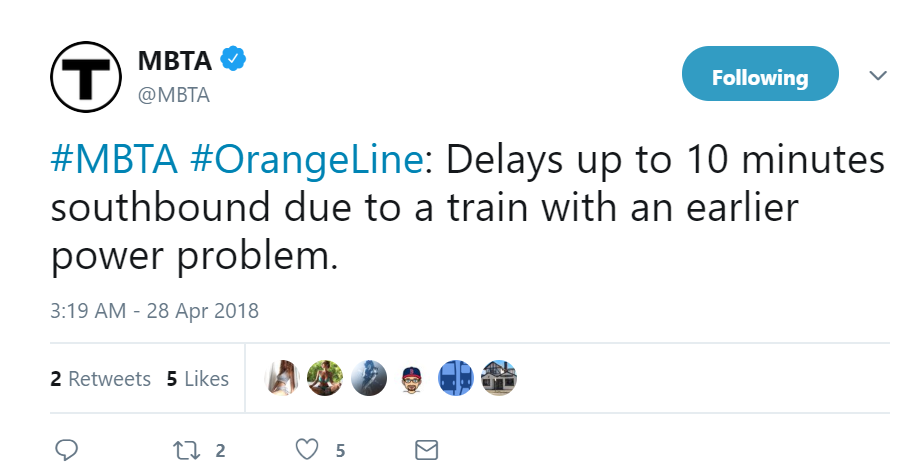 T
MBTA
@MBTA
Following
#MBTA #OrangeLine: Delays up to 10 minutes
southbound due to a train with an earlier
power problem.
3:19 AM - 28 Apr 2018
2 Retweets 5 Likes
2 5